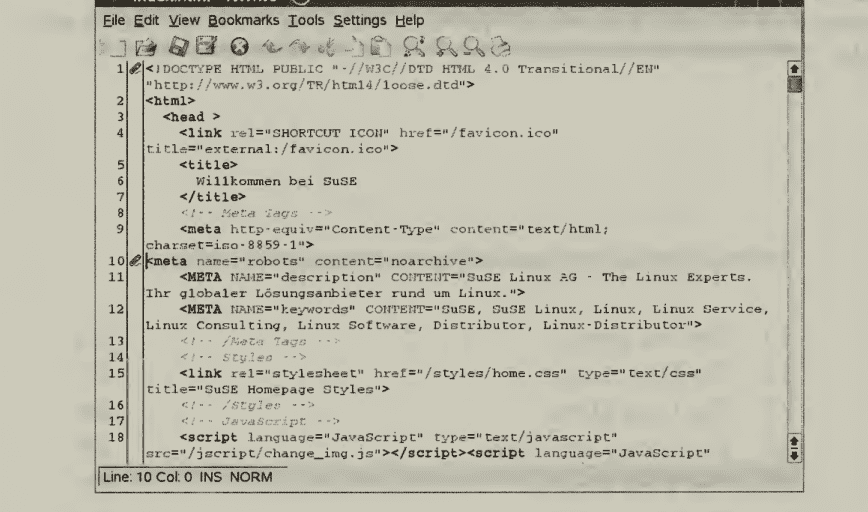 File Edit View Bookmarks Tools Settings Help
1 <!DOCTYPE HTML PUBLIC "-//W3C//DTD HTML 4.0 Transitional//EN"
"http://www.w3.org/TR/html4/loose.dtd">
2 <html>
3 <head >
4 <link rel="SHORTCUT ICON" href="/favicon.ico"
title="external:/favicon.ico">
5 <title>
6 Willkommen bei SuSE
7 </title>
8 <!-- Meta Tags -->
9 <meta http-equiv="Content-Type" content="text/html;
charset=iso-8859-1">
10 <meta name="robots" content="noarchive">
11 <META NAME="description" CONTENT="SuSE Linux AG - The Linux Experts.
Ihr globaler Lösungsanbieter rund um Linux.">
12 <META NAME="keywords" CONTENT="SuSE, SuSE Linux, Linux, Linux Service,
Linux Consulting, Linux Software, Distributor, Linux-Distributor">
13 <!-- /Meta Tags -->
14 <!-- Styles -->
15 <link rel="stylesheet" href="/styles/home.css" type="text/css"
title="SuSE Homepage Styles">
16 <!-- /Styles -->
17 <!-- JavaScript -->
18 <script language="JavaScript" type="text/javascript"
src="/jscript/change_img.js"></script><script language="JavaScript"
Line: 10 Col: 0 INS NORM